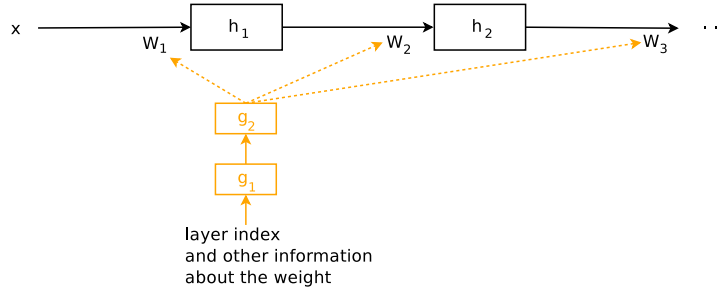 x
h1
h2
. .
W1
W2
W3
g2
g1
layer index
and other information
about the weight